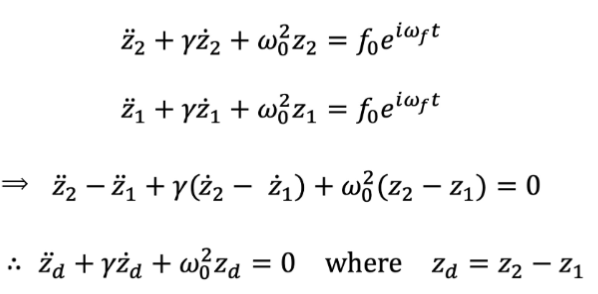 z̈₂ + γż₂ + ω₀²z₂ = f₀e^{iω_f t}
z̈₁ + γż₁ + ω₀²z₁ = f₀e^{iω_f t}
⇒ z̈₂ − z̈₁ + γ(ż₂ − ż₁) + ω₀²(z₂ − z₁) = 0
∴ z̈_d + γż_d + ω₀²z_d = 0 where z_d = z₂ − z₁